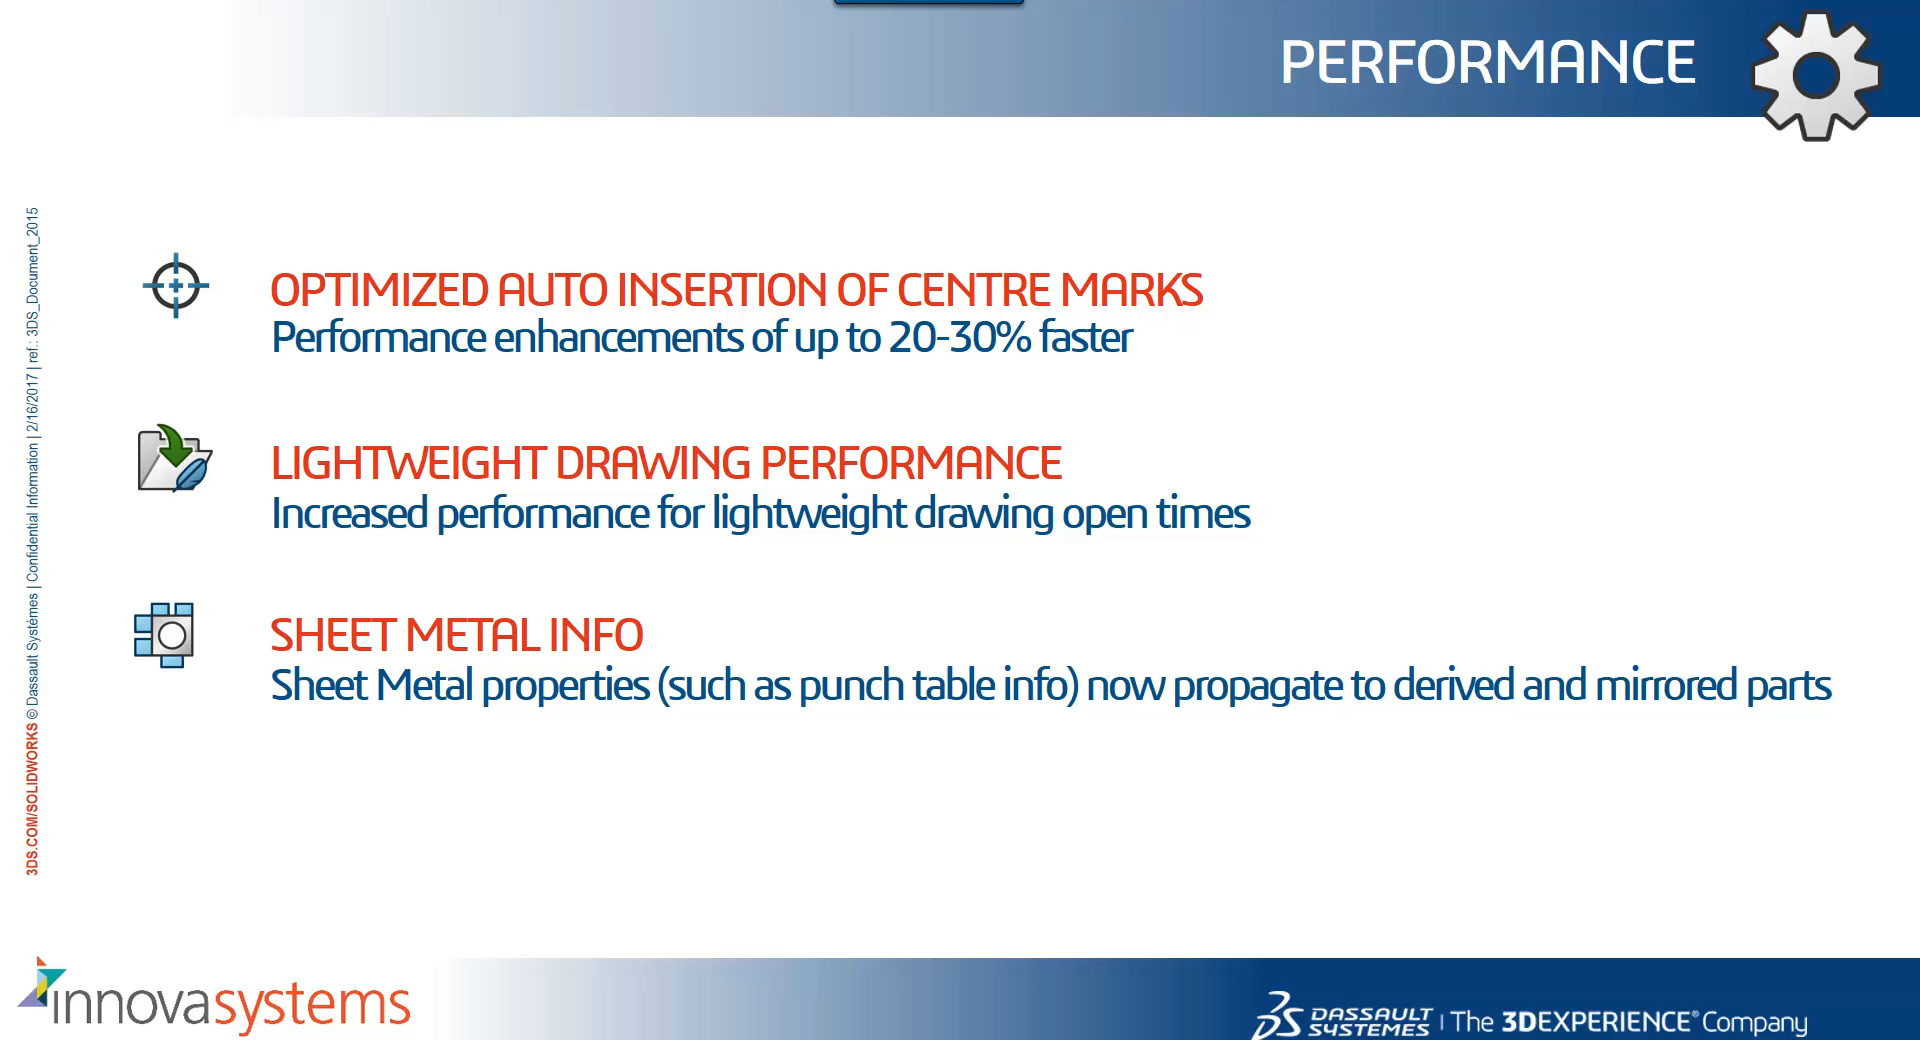 PERFORMANCE
OPTIMIZED AUTO INSERTION OF CENTRE MARKS
Performance enhancements of up to 20-30% faster
LIGHTWEIGHT DRAWING PERFORMANCE
Increased performance for lightweight drawing open times
SHEET METAL INFO
Sheet Metal properties (such as punch table info) now propagate to derived and mirrored parts
3DS.COM/SOLIDWORKS © Dassault Systèmes | Confidential Information | 2/16/2017 | ref.: 3DS_Document_2015
innovasystems
3DS DASSAULT SYSTEMES | The 3DEXPERIENCE® Company